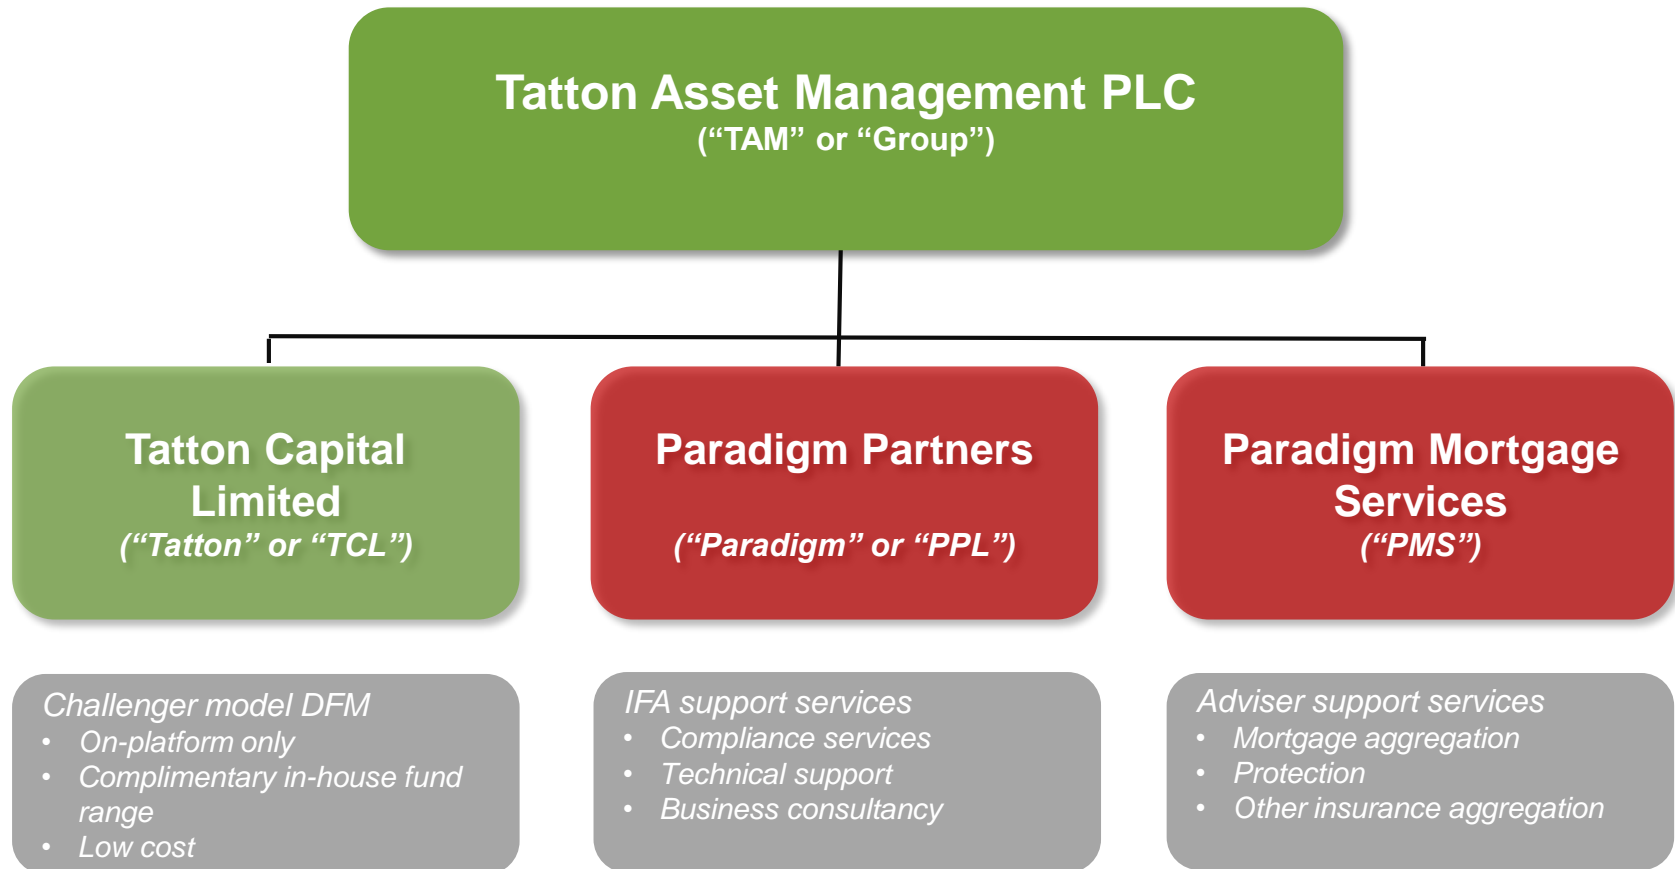 Tatton Asset Management PLC
(“TAM” or “Group”)
Tatton Capital
Limited
(“Tatton” or “TCL”)
Paradigm Partners
(“Paradigm” or “PPL”)
Paradigm Mortgage
Services
(“PMS”)
Challenger model DFM
• On-platform only
• Complimentary in-house fund
range
• Low cost
IFA support services
• Compliance services
• Technical support
• Business consultancy
Adviser support services
• Mortgage aggregation
• Protection
• Other insurance aggregation